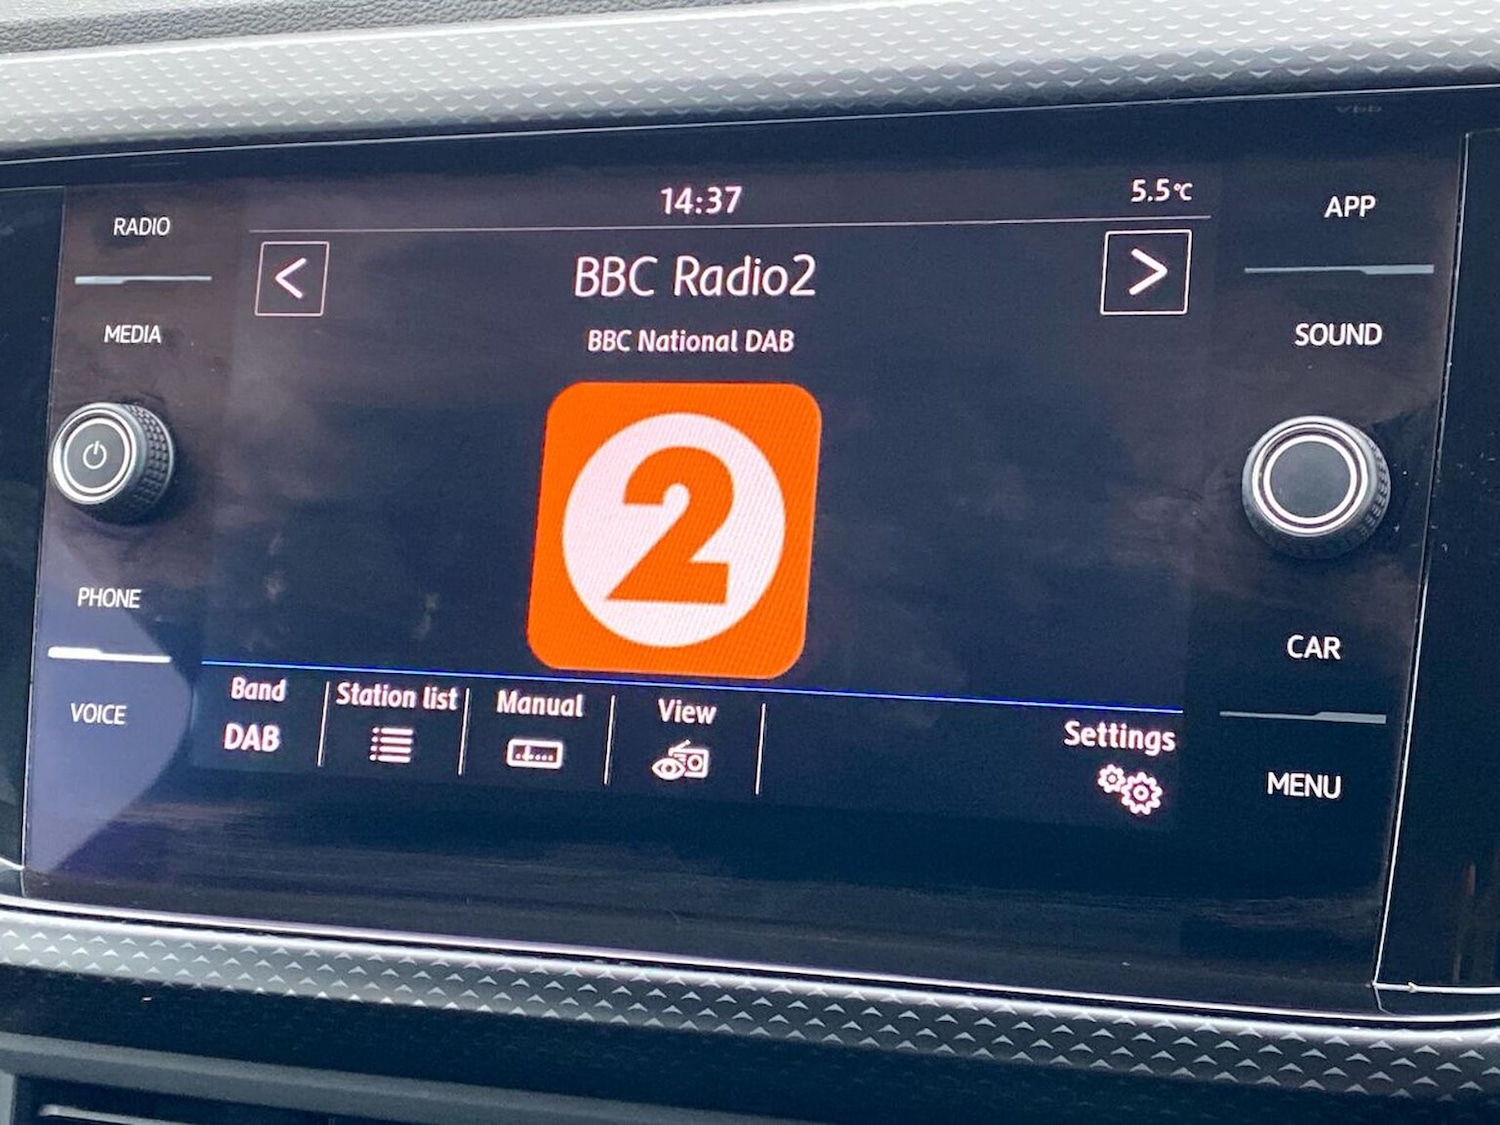 14:37
5.5°C
BBC Radio2
BBC National DAB
2
RADIO
MEDIA
PHONE
VOICE
APP
SOUND
CAR
MENU
Band
DAB
Station list
Manual
View
Settings